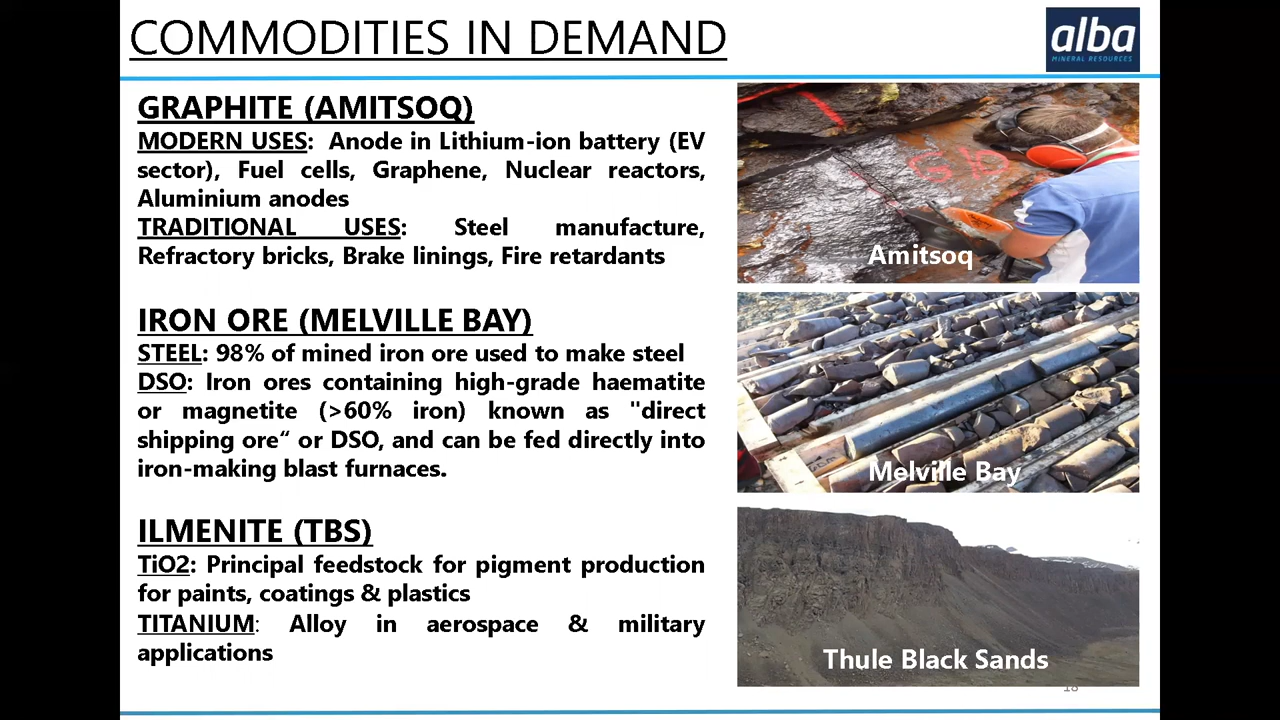 COMMODITIES IN DEMAND
alba
MINERAL RESOURCES
GRAPHITE (AMITSOQ)
MODERN USES: Anode in Lithium-ion battery (EV
sector), Fuel cells, Graphene, Nuclear reactors,
Aluminium anodes
TRADITIONAL USES: Steel manufacture,
Refractory bricks, Brake linings, Fire retardants
Amitsoq
IRON ORE (MELVILLE BAY)
STEEL: 98% of mined iron ore used to make steel
DSO: Iron ores containing high-grade haematite
or magnetite (>60% iron) known as "direct
shipping ore“ or DSO, and can be fed directly into
iron-making blast furnaces.
Melville Bay
ILMENITE (TBS)
TiO2: Principal feedstock for pigment production
for paints, coatings & plastics
TITANIUM: Alloy in aerospace & military
applications
Thule Black Sands
18